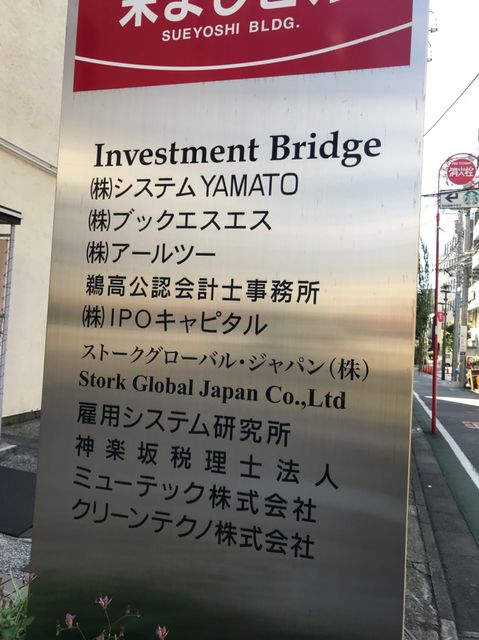 末よしビル
SUEYOSHI BLDG.
Investment Bridge
㈱システムYAMATO
㈱ブックエスエス
㈱アールツー
鵜高公認会計士事務所
㈱IPOキャピタル
ストークグローバル・ジャパン（株）
Stork Global Japan Co.,Ltd
雇用システム研究所
神楽坂税理士法人
ミューテック株式会社
クリーンテクノ株式会社